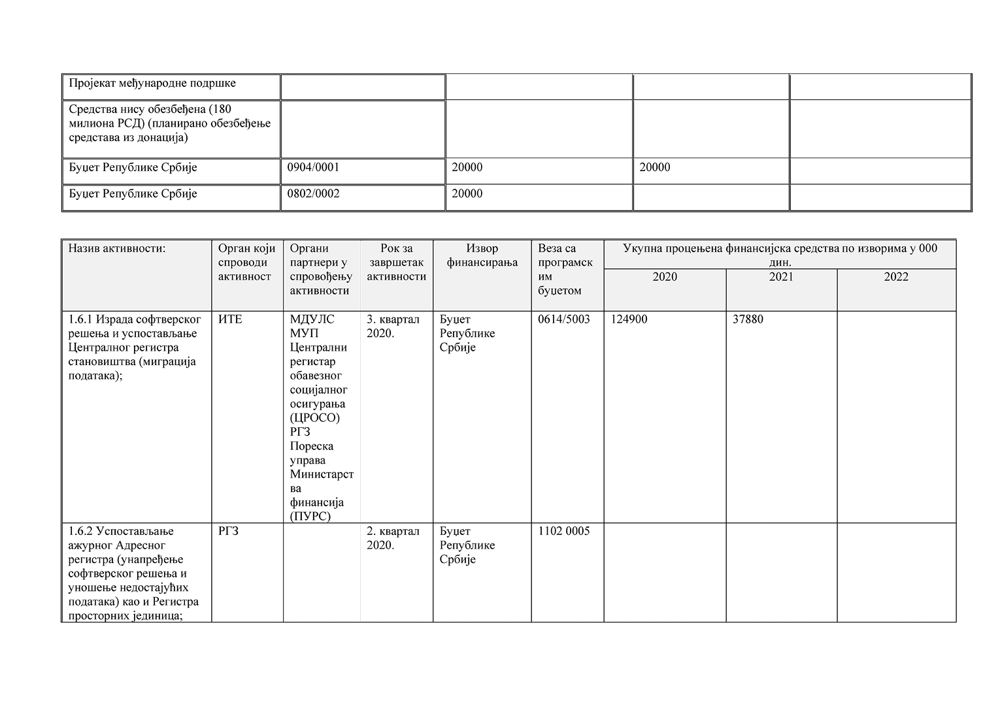 Пројекат међународне подршке
Средства нису обезбеђена (180
милиона РСД) (планирано обезбеђење
средстава из донација)
Буџет Републике Србије 0904/0001 20000 20000
Буџет Републике Србије 0802/0002 20000
Назив активности:
Орган који
спроводи
активност
Органи
партнери у
спровођењу
активности
Рок за
завршетак
активности
Извор
финансирања
Веза са
програмск
им
буџетом
Укупна процењена финансијска средства по изворима у 000
дин.
2020 2021 2022
1.6.1 Израда софтверског
решења и успостављање
Централног регистра
становиштва (миграција
података);
ИТЕ
МДУЛС
МУП
Централни
регистар
обавезног
социјалног
осигурања
(ЦРОСО)
РГЗ
Пореска
управа
Министарст
ва
финансија
(ПУРС)
3. квартал
2020.
Буџет
Републике
Србије
0614/5003
124900
37880
1.6.2 Успостављање
ажурног Адресног
регистра (унапређење
софтверског решења и
уношење недостајућих
података) као и Регистра
просторних јединица;
РГЗ
2. квартал
2020.
Буџет
Републике
Србије
1102 0005